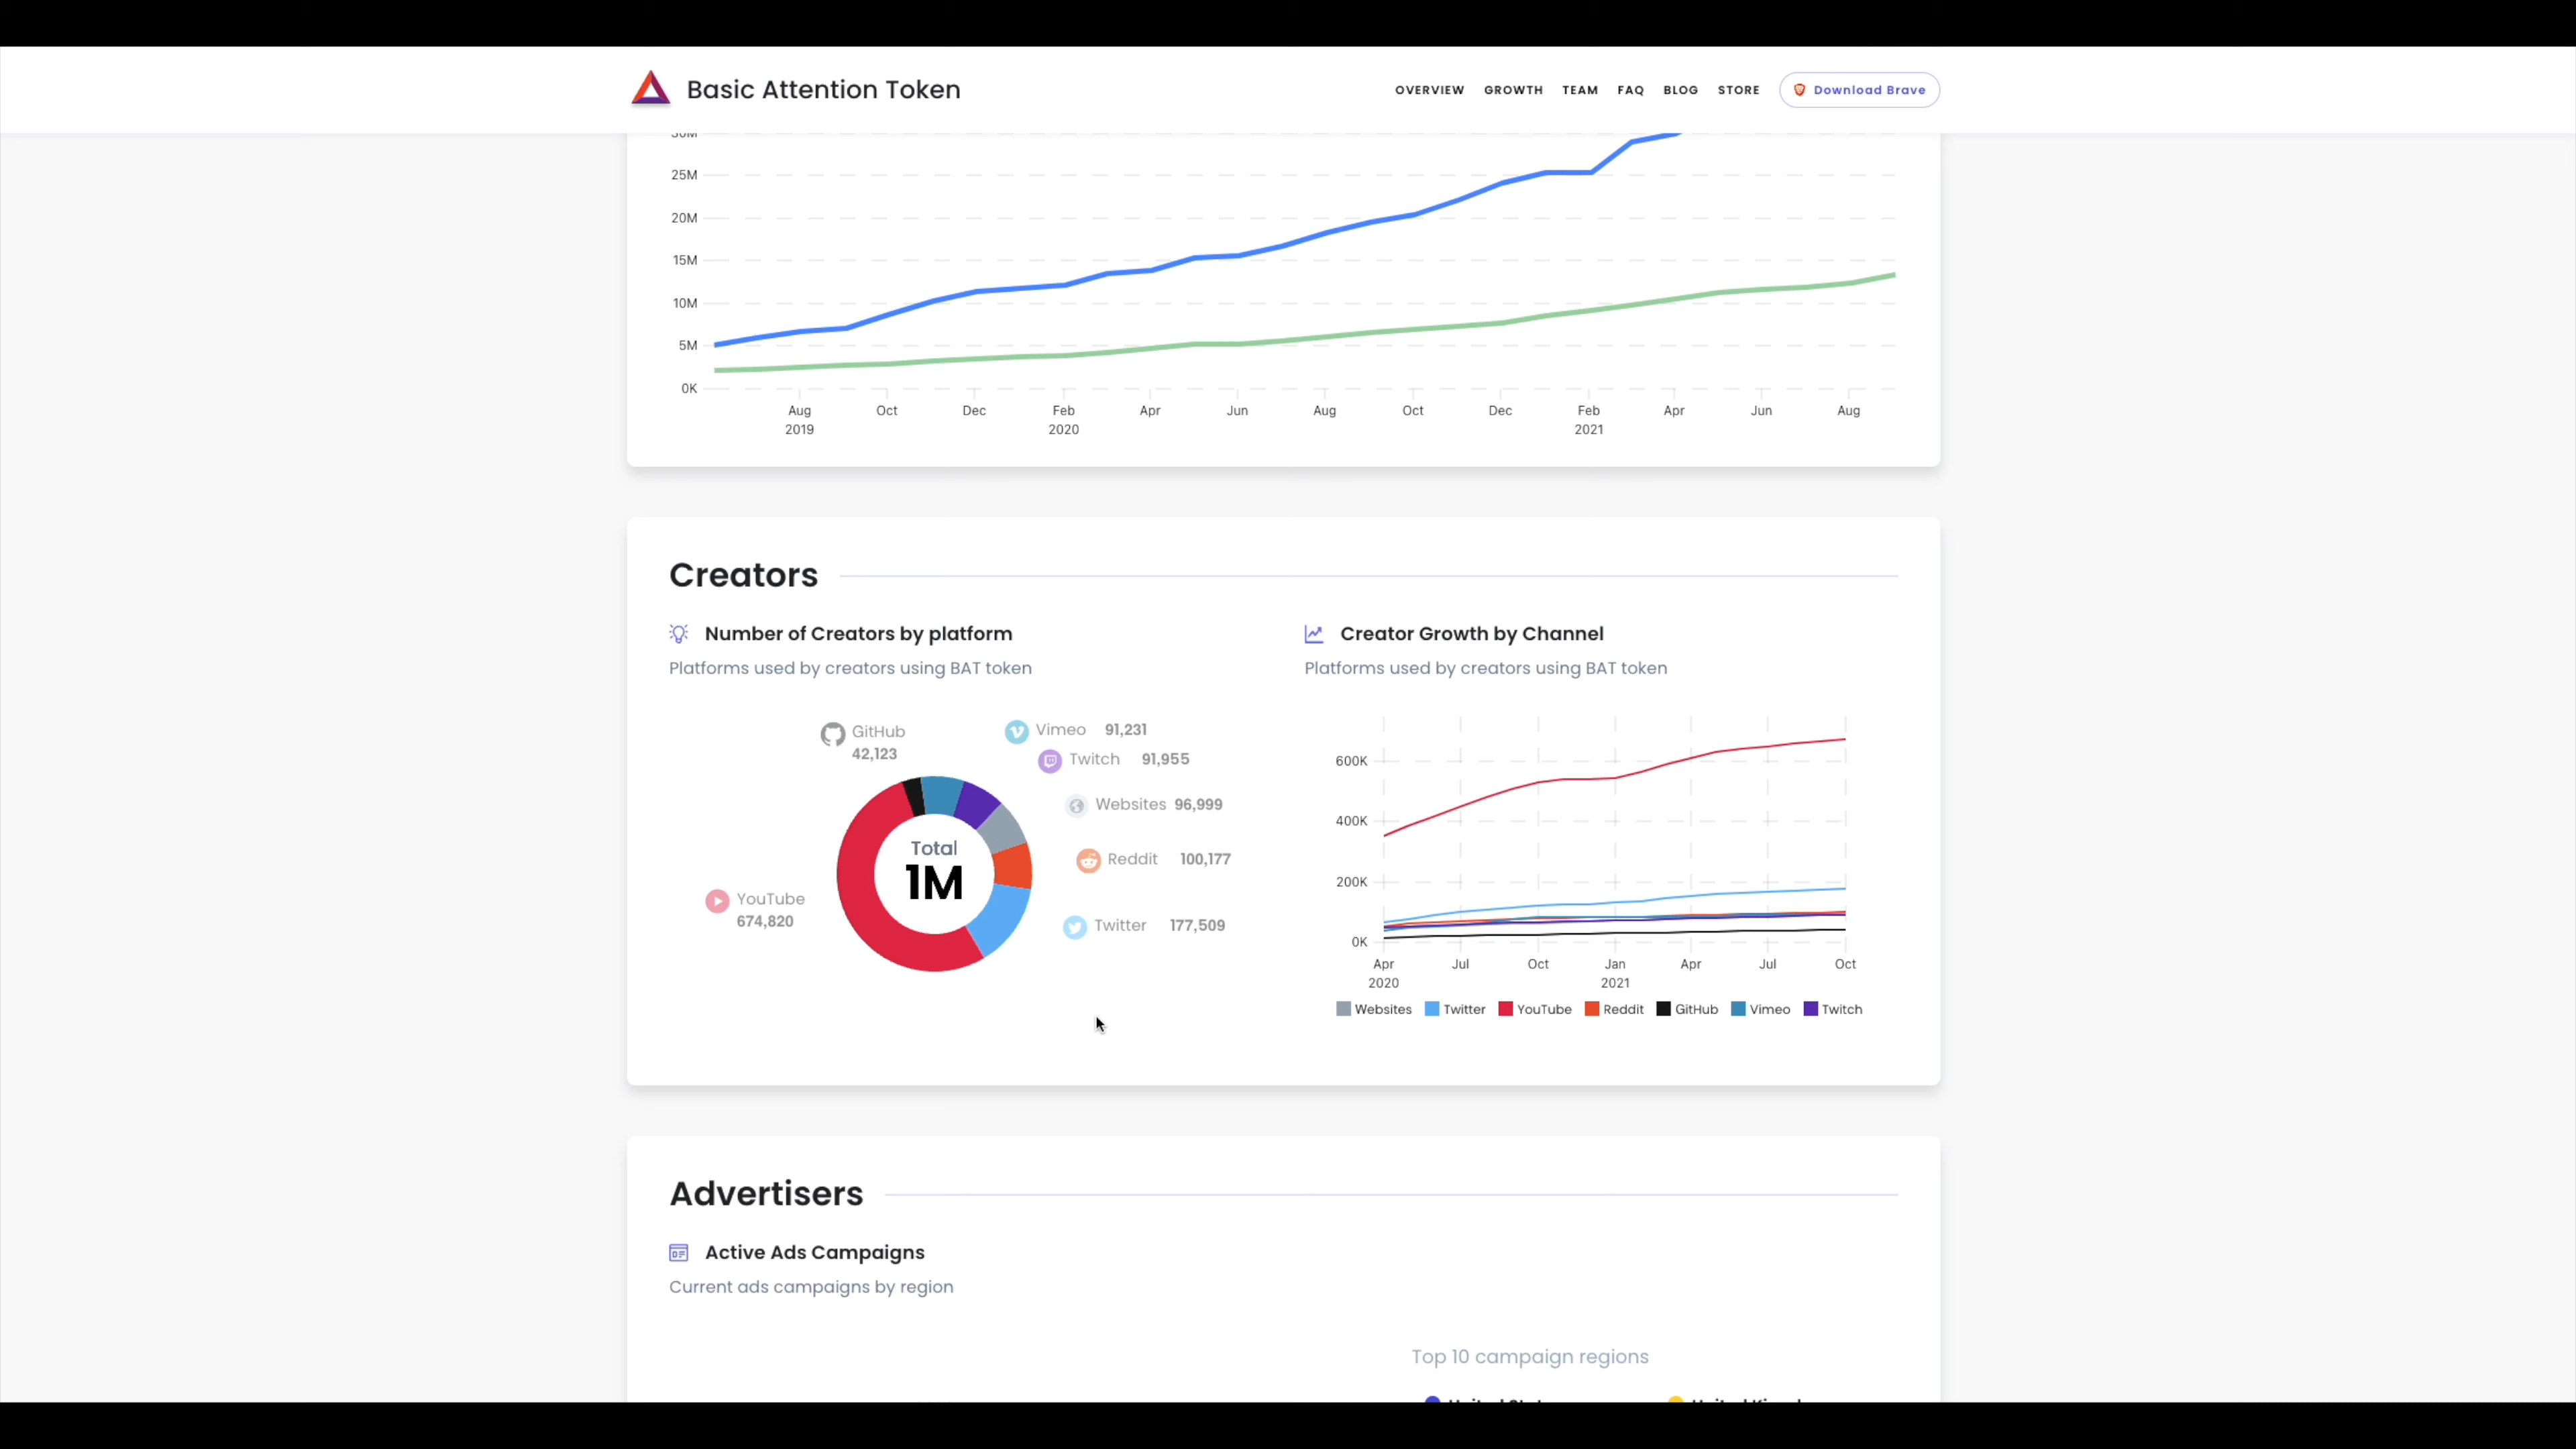 Basic Attention Token
OVERVIEW GROWTH TEAM FAQ BLOG STORE Download Brave
25M
20M
15M
10M
5M
0K
Aug Oct Dec Feb Apr Jun Aug Oct Dec Feb Apr Jun Aug
2019 2020 2021
Creators
Number of Creators by platform
Platforms used by creators using BAT token
GitHub
42,123
Vimeo 91,231
Twitch 91,955
Websites 96,999
Reddit 100,177
Twitter 177,509
YouTube
674,820
Total
1M
Creator Growth by Channel
Platforms used by creators using BAT token
600K
400K
200K
0K
Apr Jul Oct Jan Apr Jul Oct
2020 2021
Websites Twitter YouTube Reddit GitHub Vimeo Twitch
Advertisers
Active Ads Campaigns
Current ads campaigns by region
Top 10 campaign regions